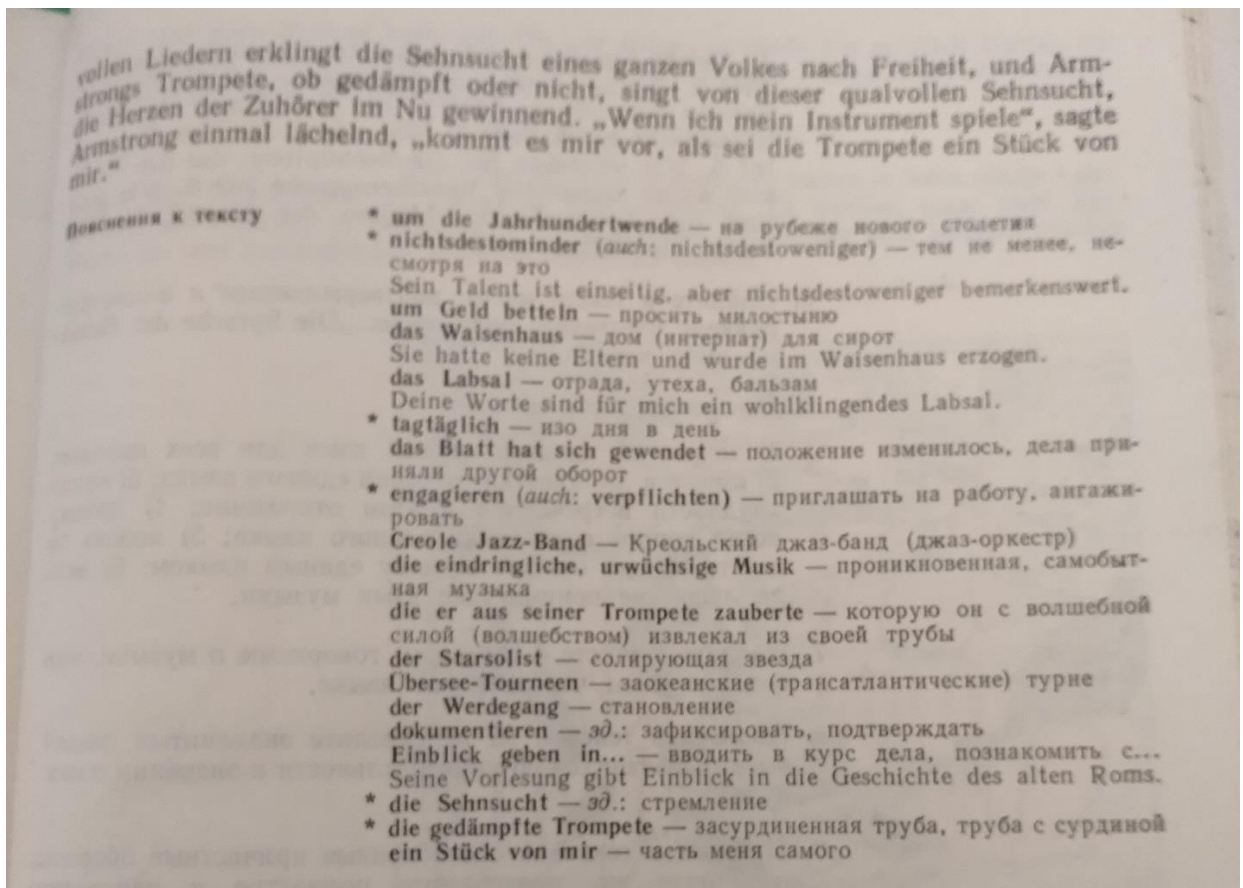 vollen Liedern erklingt die Sehnsucht eines ganzen Volkes nach Freiheit, und Arm-
strongs Trompete, ob gedämpft oder nicht, singt von dieser qualvollen Sehnsucht,
die Herzen der Zuhörer im Nu gewinnend. „Wenn ich mein Instrument spiele“, sagte
Armstrong einmal lächelnd, „kommt es mir vor, als sei die Trompete ein Stück von
mir.“
Пояснения к тексту
* um die Jahrhundertwende — на рубеже нового столетия
* nichtsdestominder (auch: nichtsdestoweniger) — тем не менее, не-
смотря на это
Sein Talent ist einseitig, aber nichtsdestoweniger bemerkenswert.
um Geld betteln — просить милостыню
das Waisenhaus — дом (интернат) для сирот
Sie hatte keine Eltern und wurde im Waisenhaus erzogen.
das Labsal — отрада, утеха, бальзам
Deine Worte sind für mich ein wohlklingendes Labsal.
* tagtäglich — изо дня в день
das Blatt hat sich gewendet — положение изменилось, дела при-
няли другой оборот
* engagieren (auch: verpflichten) — приглашать на работу, ангажи-
ровать
Creole Jazz-Band — Креольский джаз-банд (джаз-оркестр)
die eindringliche, urwüchsige Musik — проникновенная, самобыт-
ная музыка
die er aus seiner Trompete zauberte — которую он с волшебной
силой (волшебством) извлекал из своей трубы
der Starsolist — солирующая звезда
Übersee-Tourneen — заокеанские (трансатлантические) турне
der Werdegang — становление
dokumentieren — зд.: зафиксировать, подтверждать
Einblick geben in... — вводить в курс дела, познакомить с...
Seine Vorlesung gibt Einblick in die Geschichte des alten Roms.
* die Sehnsucht — зд.: стремление
* die gedämpfte Trompete — засурдиненная труба, труба с сурдиной
ein Stück von mir — часть меня самого